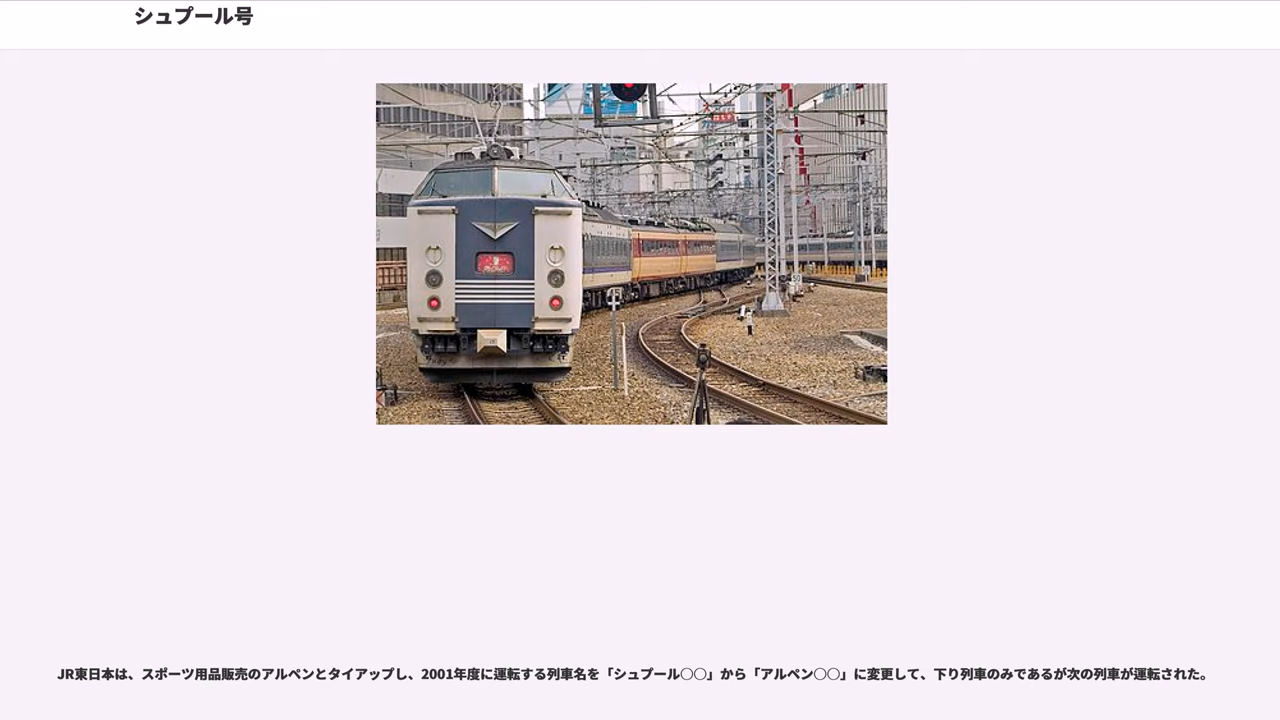 シュプール号
JR東日本は、スポーツ用品販売のアルペンとタイアップし、2001年度に運転する列車名を「シュプール○○」から「アルペン○○」に変更して、下り列車のみであるが次の列車が運転された。